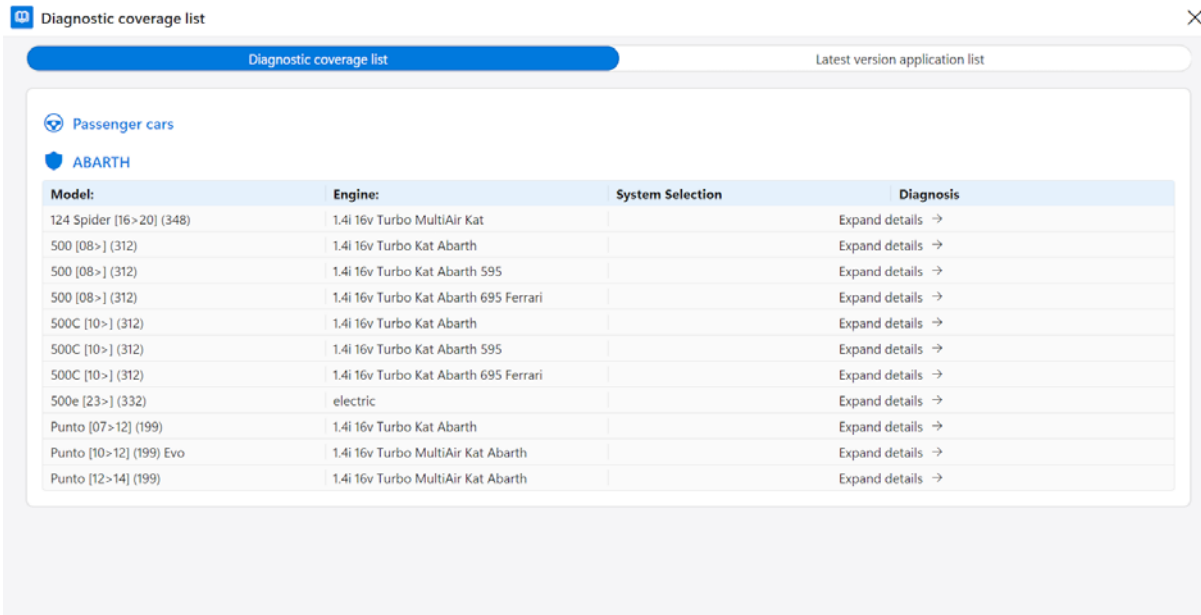 Diagnostic coverage list
Diagnostic coverage list Latest version application list
Passenger cars
ABARTH
Model: Engine: System Selection Diagnosis
124 Spider [16>20] (348) 1.4i 16v Turbo MultiAir Kat Expand details →
500 [08>] (312) 1.4i 16v Turbo Kat Abarth Expand details →
500 [08>] (312) 1.4i 16v Turbo Kat Abarth 595 Expand details →
500 [08>] (312) 1.4i 16v Turbo Kat Abarth 695 Ferrari Expand details →
500C [10>] (312) 1.4i 16v Turbo Kat Abarth Expand details →
500C [10>] (312) 1.4i 16v Turbo Kat Abarth 595 Expand details →
500C [10>] (312) 1.4i 16v Turbo Kat Abarth 695 Ferrari Expand details →
500e [23>] (332) electric Expand details →
Punto [07>12] (199) 1.4i 16v Turbo Kat Abarth Expand details →
Punto [10>12] (199) Evo 1.4i 16v Turbo MultiAir Kat Abarth Expand details →
Punto [12>14] (199) 1.4i 16v Turbo MultiAir Kat Abarth Expand details →